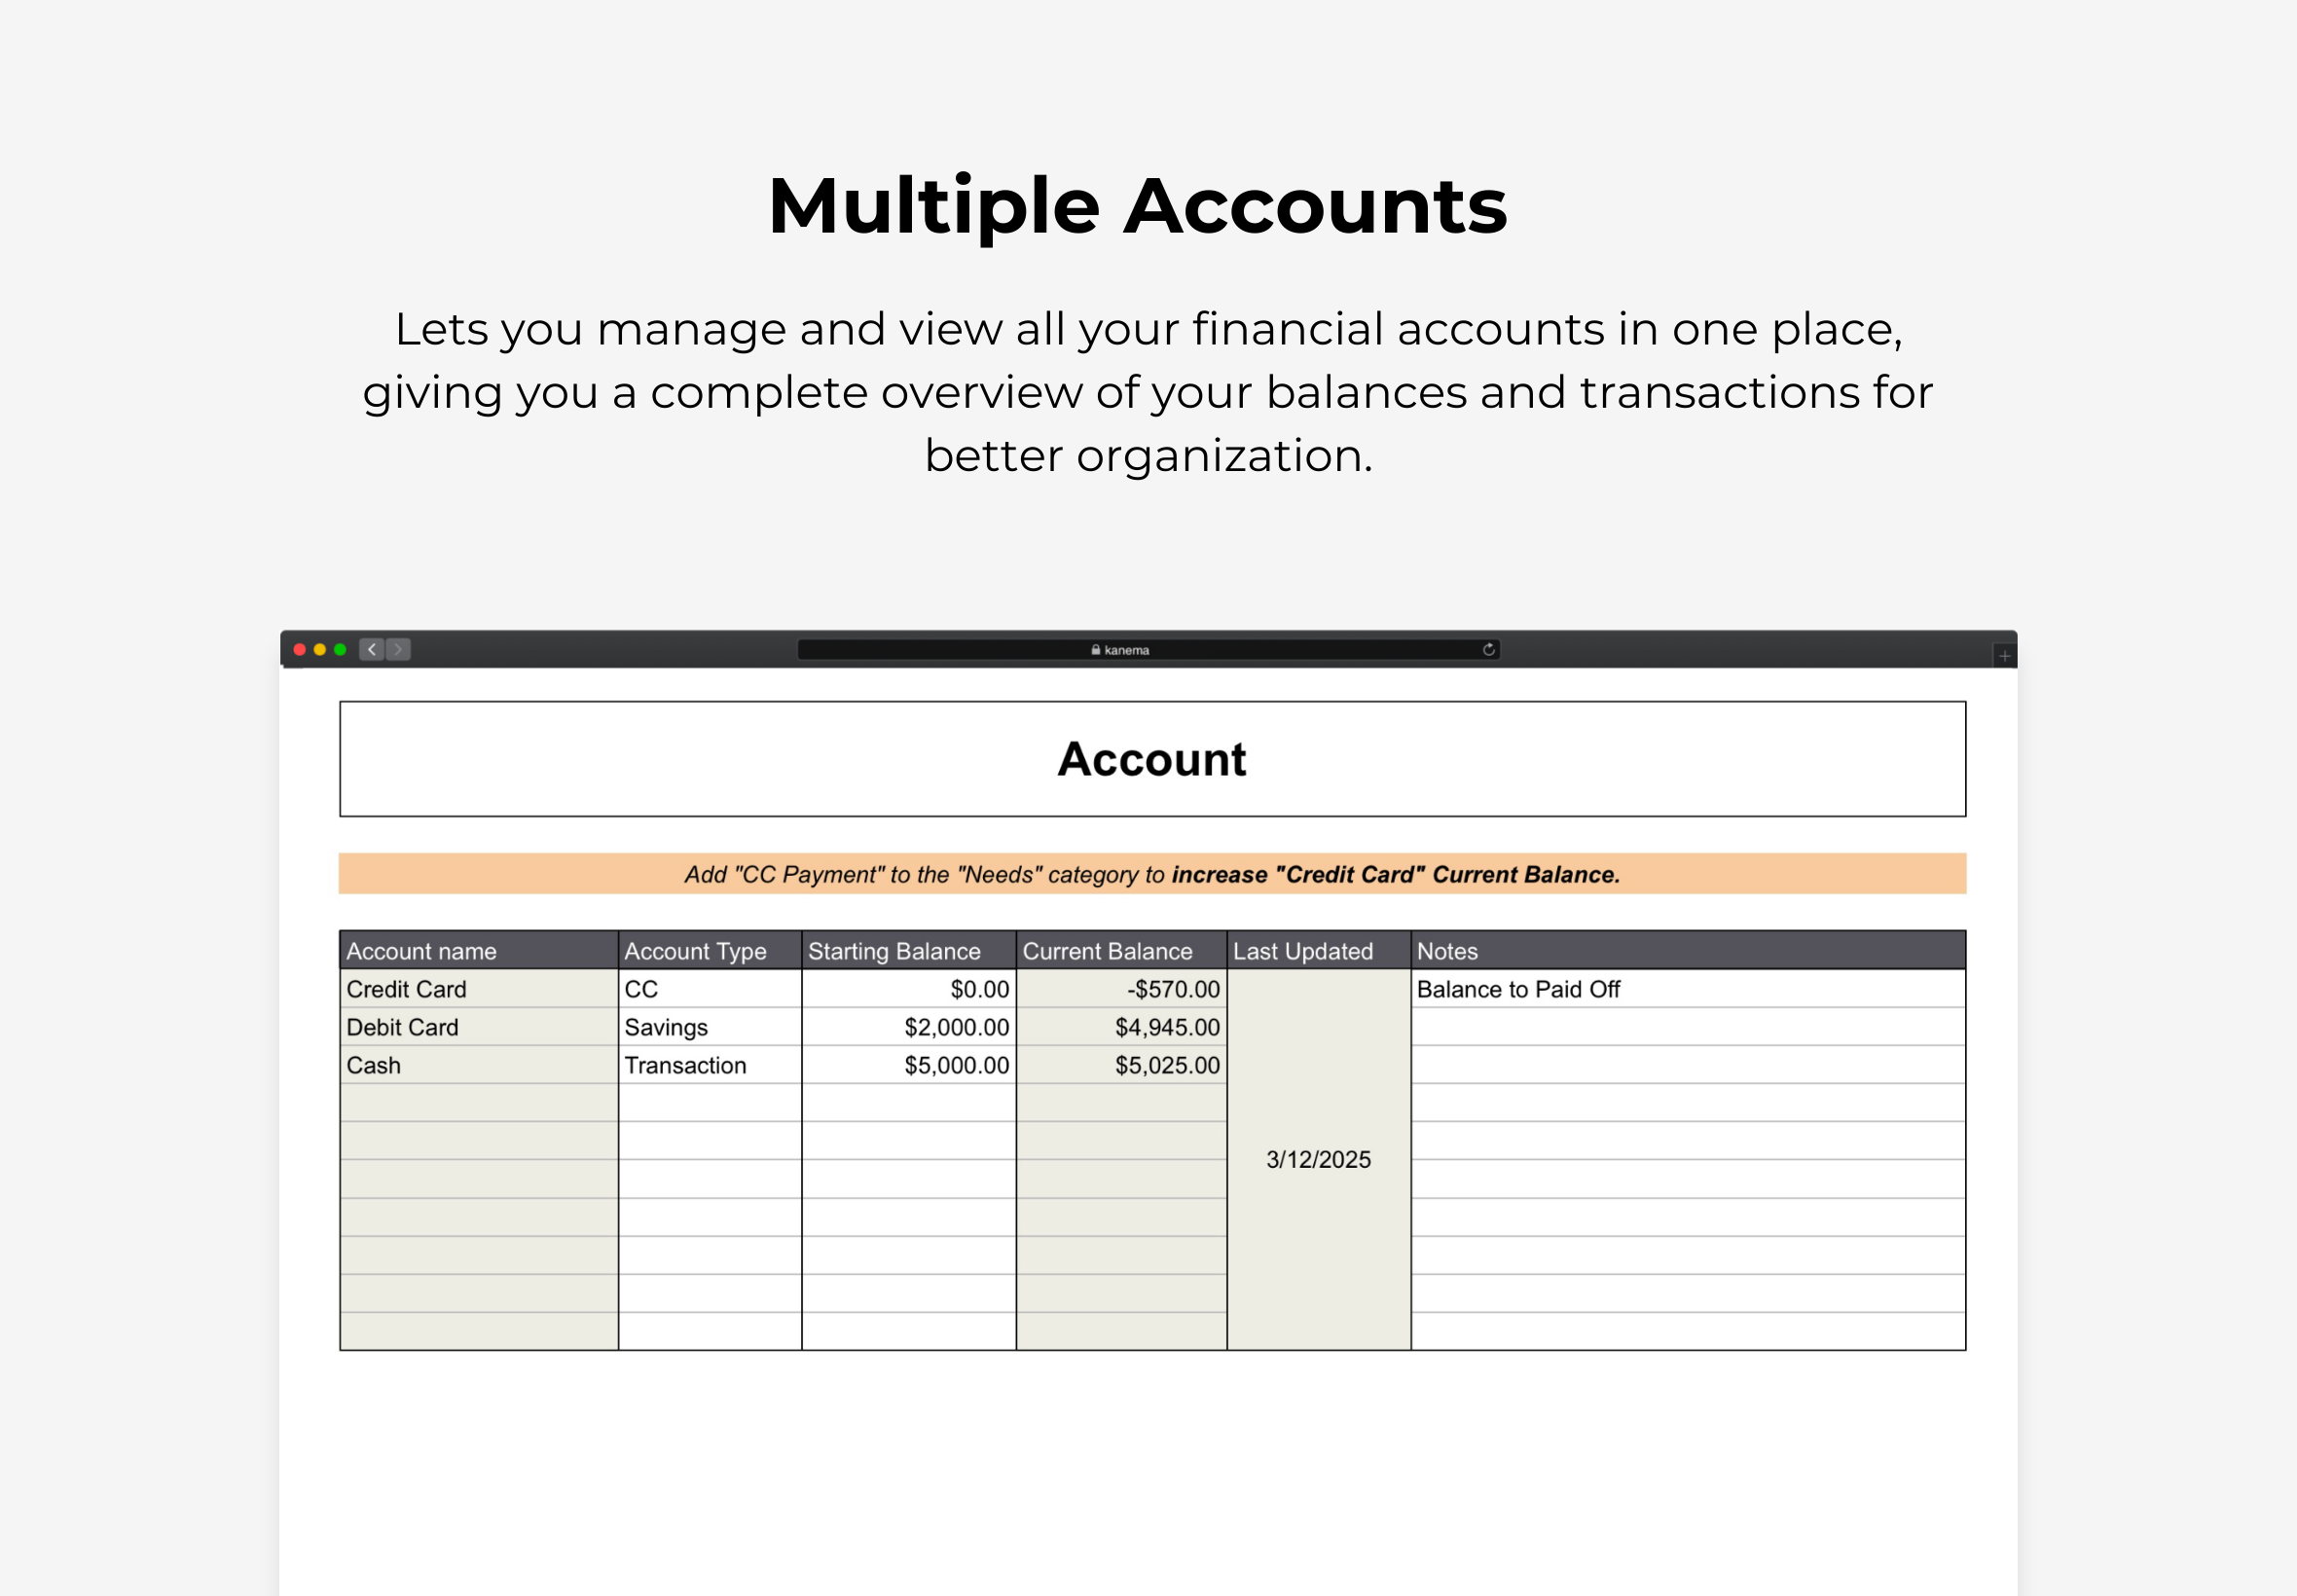 Multiple Accounts
Lets you manage and view all your financial accounts in one place,
giving you a complete overview of your balances and transactions for
better organization.
kanema
Account
Add "CC Payment" to the "Needs" category to increase "Credit Card" Current Balance.
Account name Account Type Starting Balance Current Balance Last Updated Notes
Credit Card CC $0.00 -$570.00 Balance to Paid Off
Debit Card Savings $2,000.00 $4,945.00
Cash Transaction $5,000.00 $5,025.00
3/12/2025